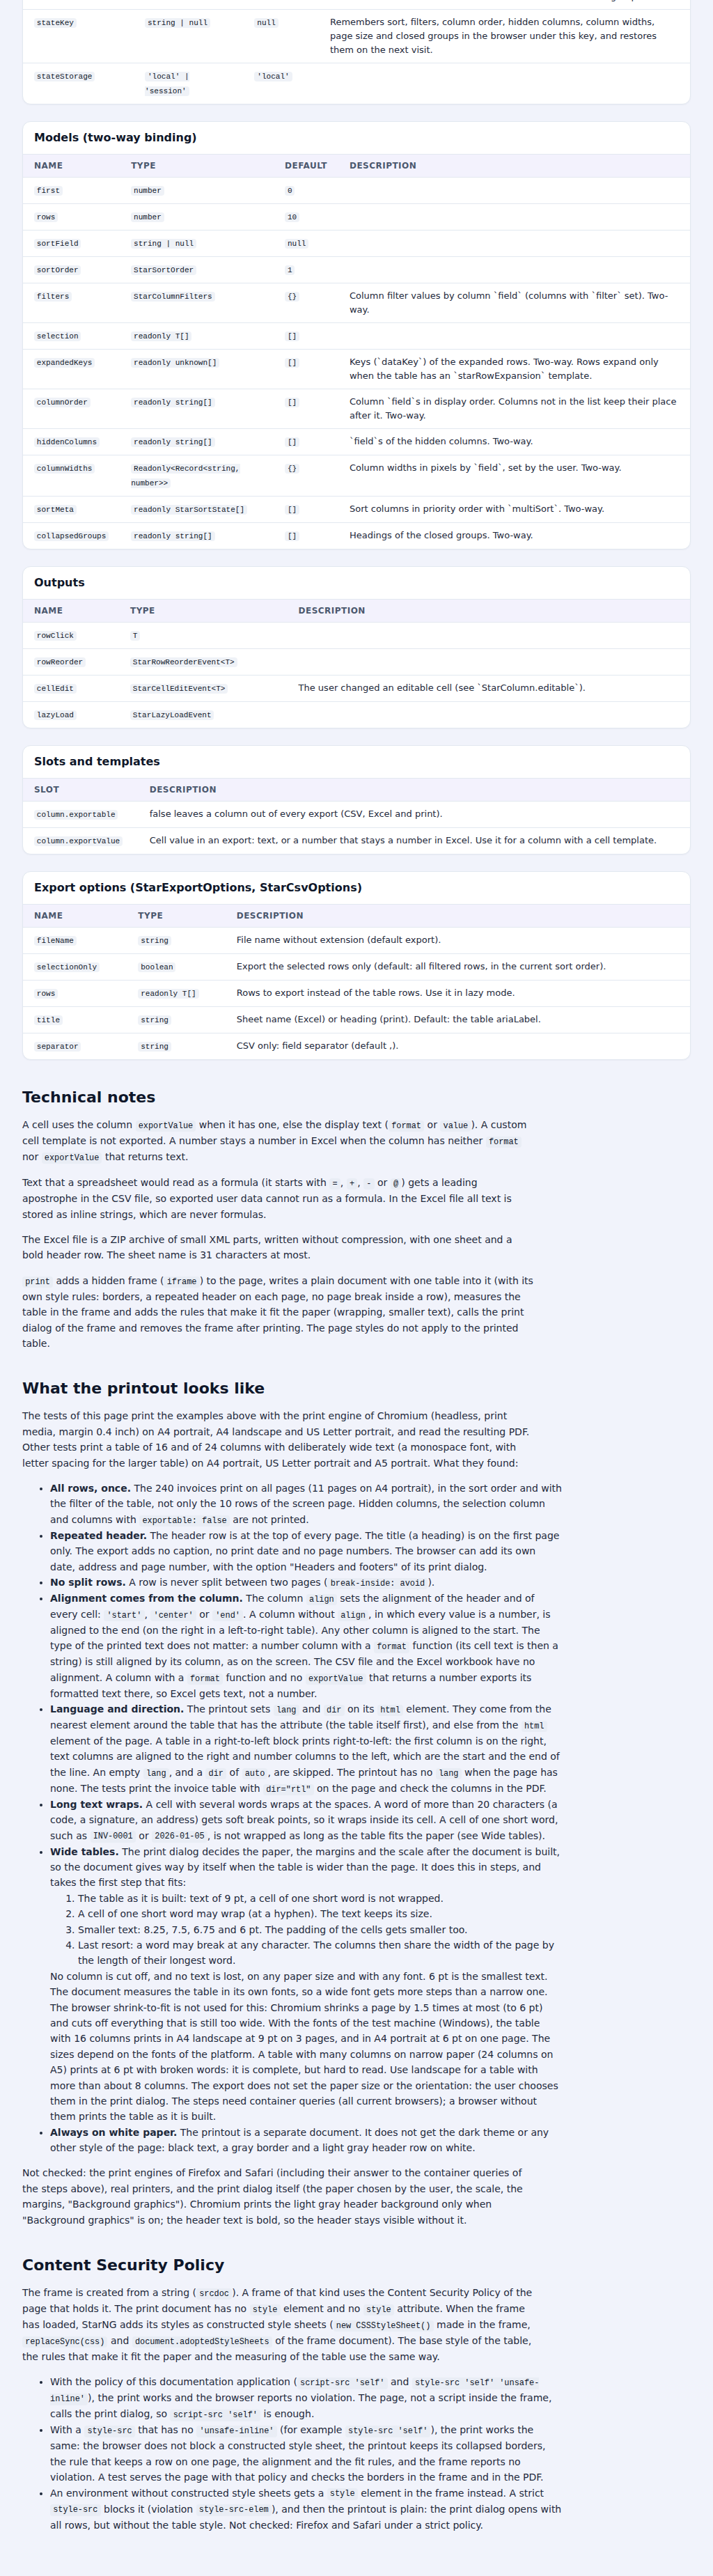 stateKey string | null null Remembers sort, filters, column order, hidden columns, column widths,
page size and closed groups in the browser under this key, and restores
them on the next visit.
stateStorage 'local' | 'local'
'session'
Models (two-way binding)
NAME TYPE DEFAULT DESCRIPTION
first number 0
rows number 10
sortField string | null null
sortOrder StarSortOrder 1
filters StarColumnFilters {} Column filter values by column `field` (columns with `filter` set). Two-
way.
selection readonly T[] []
expandedKeys readonly unknown[] [] Keys (`dataKey`) of the expanded rows. Two-way. Rows expand only
when the table has an `starRowExpansion` template.
columnOrder readonly string[] [] Column `field`s in display order. Columns not in the list keep their place
after it. Two-way.
hiddenColumns readonly string[] [] `field`s of the hidden columns. Two-way.
columnWidths Readonly<Record<string, {} Column widths in pixels by `field`, set by the user. Two-way.
number>>
sortMeta readonly StarSortState[] [] Sort columns in priority order with `multiSort`. Two-way.
collapsedGroups readonly string[] [] Headings of the closed groups. Two-way.
Outputs
NAME TYPE DESCRIPTION
rowClick T
rowReorder StarRowReorderEvent<T>
cellEdit StarCellEditEvent<T> The user changed an editable cell (see `StarColumn.editable`).
lazyLoad StarLazyLoadEvent
Slots and templates
SLOT DESCRIPTION
column.exportable false leaves a column out of every export (CSV, Excel and print).
column.exportValue Cell value in an export: text, or a number that stays a number in Excel. Use it for a column with a cell template.
Export options (StarExportOptions, StarCsvOptions)
NAME TYPE DESCRIPTION
fileName string File name without extension (default export).
selectionOnly boolean Export the selected rows only (default: all filtered rows, in the current sort order).
rows readonly T[] Rows to export instead of the table rows. Use it in lazy mode.
title string Sheet name (Excel) or heading (print). Default: the table ariaLabel.
separator string CSV only: field separator (default ,).
Technical notes
A cell uses the column exportValue when it has one, else the display text ( format or value ). A custom
cell template is not exported. A number stays a number in Excel when the column has neither format
nor exportValue that returns text.
Text that a spreadsheet would read as a formula (it starts with = , + , - or @ ) gets a leading
apostrophe in the CSV file, so exported user data cannot run as a formula. In the Excel file all text is
stored as inline strings, which are never formulas.
The Excel file is a ZIP archive of small XML parts, written without compression, with one sheet and a
bold header row. The sheet name is 31 characters at most.
print adds a hidden frame ( iframe ) to the page, writes a plain document with one table into it (with its
own style rules: borders, a repeated header on each page, no page break inside a row), measures the
table in the frame and adds the rules that make it fit the paper (wrapping, smaller text), calls the print
dialog of the frame and removes the frame after printing. The page styles do not apply to the printed
table.
What the printout looks like
The tests of this page print the examples above with the print engine of Chromium (headless, print
media, margin 0.4 inch) on A4 portrait, A4 landscape and US Letter portrait, and read the resulting PDF.
Other tests print a table of 16 and of 24 columns with deliberately wide text (a monospace font, with
letter spacing for the larger table) on A4 portrait, US Letter portrait and A5 portrait. What they found:
• All rows, once. The 240 invoices print on all pages (11 pages on A4 portrait), in the sort order and with
the filter of the table, not only the 10 rows of the screen page. Hidden columns, the selection column
and columns with exportable: false are not printed.
• Repeated header. The header row is at the top of every page. The title (a heading) is on the first page
only. The export adds no caption, no print date and no page numbers. The browser can add its own
date, address and page number, with the option "Headers and footers" of its print dialog.
• No split rows. A row is never split between two pages ( break-inside: avoid ).
• Alignment comes from the column. The column align sets the alignment of the header and of
every cell: 'start' , 'center' or 'end' . A column without align , in which every value is a number, is
aligned to the end (on the right in a left-to-right table). Any other column is aligned to the start. The
type of the printed text does not matter: a number column with a format function (its cell text is then a
string) is still aligned by its column, as on the screen. The CSV file and the Excel workbook have no
alignment. A column with a format function and no exportValue that returns a number exports its
formatted text there, so Excel gets text, not a number.
• Language and direction. The printout sets lang and dir on its html element. They come from the
nearest element around the table that has the attribute (the table itself first), and else from the html
element of the page. A table in a right-to-left block prints right-to-left: the first column is on the right,
text columns are aligned to the right and number columns to the left, which are the start and the end of
the line. An empty lang , and a dir of auto , are skipped. The printout has no lang when the page has
none. The tests print the invoice table with dir="rtl" on the page and check the columns in the PDF.
• Long text wraps. A cell with several words wraps at the spaces. A word of more than 20 characters (a
code, a signature, an address) gets soft break points, so it wraps inside its cell. A cell of one short word,
such as INV-0001 or 2026-01-05 , is not wrapped as long as the table fits the paper (see Wide tables).
• Wide tables. The print dialog decides the paper, the margins and the scale after the document is built,
so the document gives way by itself when the table is wider than the page. It does this in steps, and
takes the first step that fits:
1. The table as it is built: text of 9 pt, a cell of one short word is not wrapped.
2. A cell of one short word may wrap (at a hyphen). The text keeps its size.
3. Smaller text: 8.25, 7.5, 6.75 and 6 pt. The padding of the cells gets smaller too.
4. Last resort: a word may break at any character. The columns then share the width of the page by
the length of their longest word.
No column is cut off, and no text is lost, on any paper size and with any font. 6 pt is the smallest text.
The document measures the table in its own fonts, so a wide font gets more steps than a narrow one.
The browser shrink-to-fit is not used for this: Chromium shrinks a page by 1.5 times at most (to 6 pt)
and cuts off everything that is still too wide. With the fonts of the test machine (Windows), the table
with 16 columns prints in A4 landscape at 9 pt on 3 pages, and in A4 portrait at 6 pt on one page. The
sizes depend on the fonts of the platform. A table with many columns on narrow paper (24 columns on
A5) prints at 6 pt with broken words: it is complete, but hard to read. Use landscape for a table with
more than about 8 columns. The export does not set the paper size or the orientation: the user chooses
them in the print dialog. The steps need container queries (all current browsers); a browser without
them prints the table as it is built.
• Always on white paper. The printout is a separate document. It does not get the dark theme or any
other style of the page: black text, a gray border and a light gray header row on white.
Not checked: the print engines of Firefox and Safari (including their answer to the container queries of
the steps above), real printers, and the print dialog itself (the paper chosen by the user, the scale, the
margins, "Background graphics"). Chromium prints the light gray header background only when
"Background graphics" is on; the header text is bold, so the header stays visible without it.
Content Security Policy
The frame is created from a string ( srcdoc ). A frame of that kind uses the Content Security Policy of the
page that holds it. The print document has no style element and no style attribute. When the frame
has loaded, StarNG adds its styles as constructed style sheets ( new CSSStyleSheet() made in the frame,
replaceSync(css) and document.adoptedStyleSheets of the frame document). The base style of the table,
the rules that make it fit the paper and the measuring of the table use the same way.
• With the policy of this documentation application ( script-src 'self' and style-src 'self' 'unsafe-
inline' ), the print works and the browser reports no violation. The page, not a script inside the frame,
calls the print dialog, so script-src 'self' is enough.
• With a style-src that has no 'unsafe-inline' (for example style-src 'self' ), the print works the
same: the browser does not block a constructed style sheet, the printout keeps its collapsed borders,
the rule that keeps a row on one page, the alignment and the fit rules, and the frame reports no
violation. A test serves the page with that policy and checks the borders in the frame and in the PDF.
• An environment without constructed style sheets gets a style element in the frame instead. A strict
style-src blocks it (violation style-src-elem ), and then the printout is plain: the print dialog opens with
all rows, but without the table style. Not checked: Firefox and Safari under a strict policy.